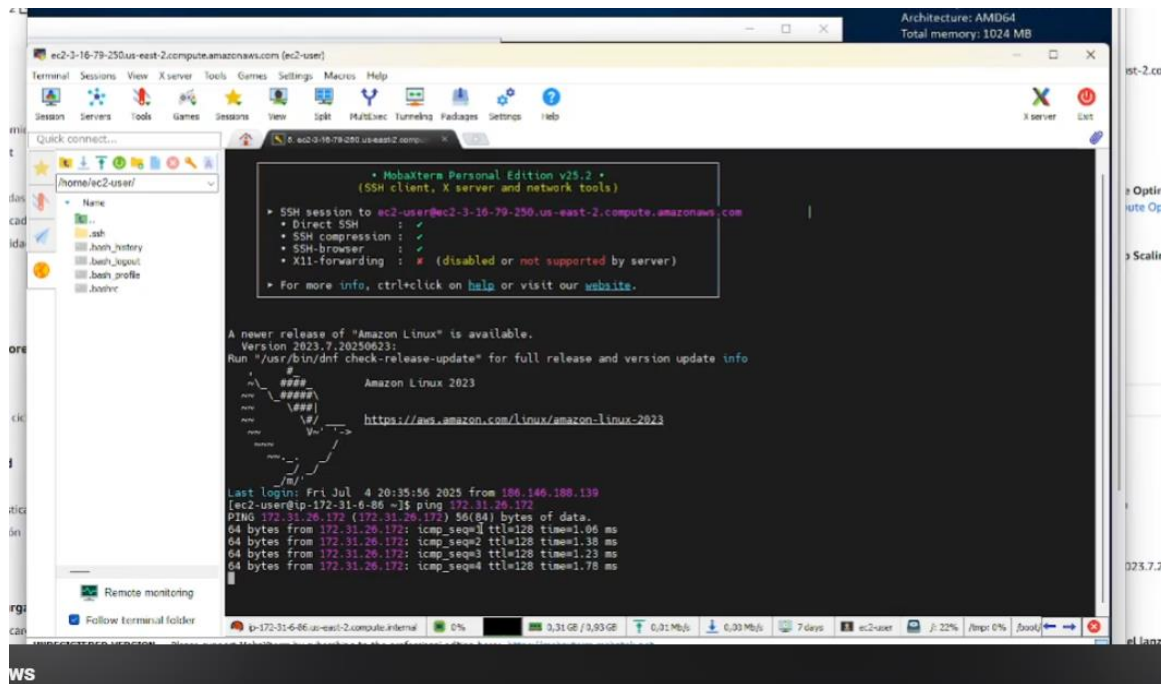 Architecture: AMD64
Total memory: 1024 MB
ec2-3-16-79-250.us-east-2.compute.amazonaws.com (ec2-user)
Terminal Sessions View X server Tools Games Settings Macros Help
Session Servers Tools Games Sessions View Split MultiExec Tunneling Packages Settings Help X server Exit
Quick connect...
8. ec2-3-16-79-250.us-east-2.comp...
/home/ec2-user/
Name
..
.ssh
.bash_history
.bash_logout
.bash_profile
.bashrc
Remote monitoring
Follow terminal folder
• MobaXterm Personal Edition v25.2 •
(SSH client, X server and network tools)
► SSH session to ec2-user@ec2-3-16-79-250.us-east-2.compute.amazonaws.com
• Direct SSH : ✓
• SSH compression : ✓
• SSH-browser : ✓
• X11-forwarding : ✗ (disabled or not supported by server)
► For more info, ctrl+click on help or visit our website.
A newer release of "Amazon Linux" is available.
Version 2023.7.20250623:
Run "/usr/bin/dnf check-release-update" for full release and version update info
Amazon Linux 2023
https://aws.amazon.com/linux/amazon-linux-2023
Last login: Fri Jul 4 20:35:56 2025 from 186.146.188.139
[ec2-user@ip-172-31-6-86 ~]$ ping 172.31.26.172
PING 172.31.26.172 (172.31.26.172) 56(84) bytes of data.
64 bytes from 172.31.26.172: icmp_seq=1 ttl=128 time=1.06 ms
64 bytes from 172.31.26.172: icmp_seq=2 ttl=128 time=1.38 ms
64 bytes from 172.31.26.172: icmp_seq=3 ttl=128 time=1.23 ms
64 bytes from 172.31.26.172: icmp_seq=4 ttl=128 time=1.78 ms
ip-172-31-6-86.us-east-2.compute.internal 0% 0,31 GB / 0,93 GB 0,01 Mb/s 0,03 Mb/s 7 days ec2-user /: 22% /tmp: 0% /boot/
ws